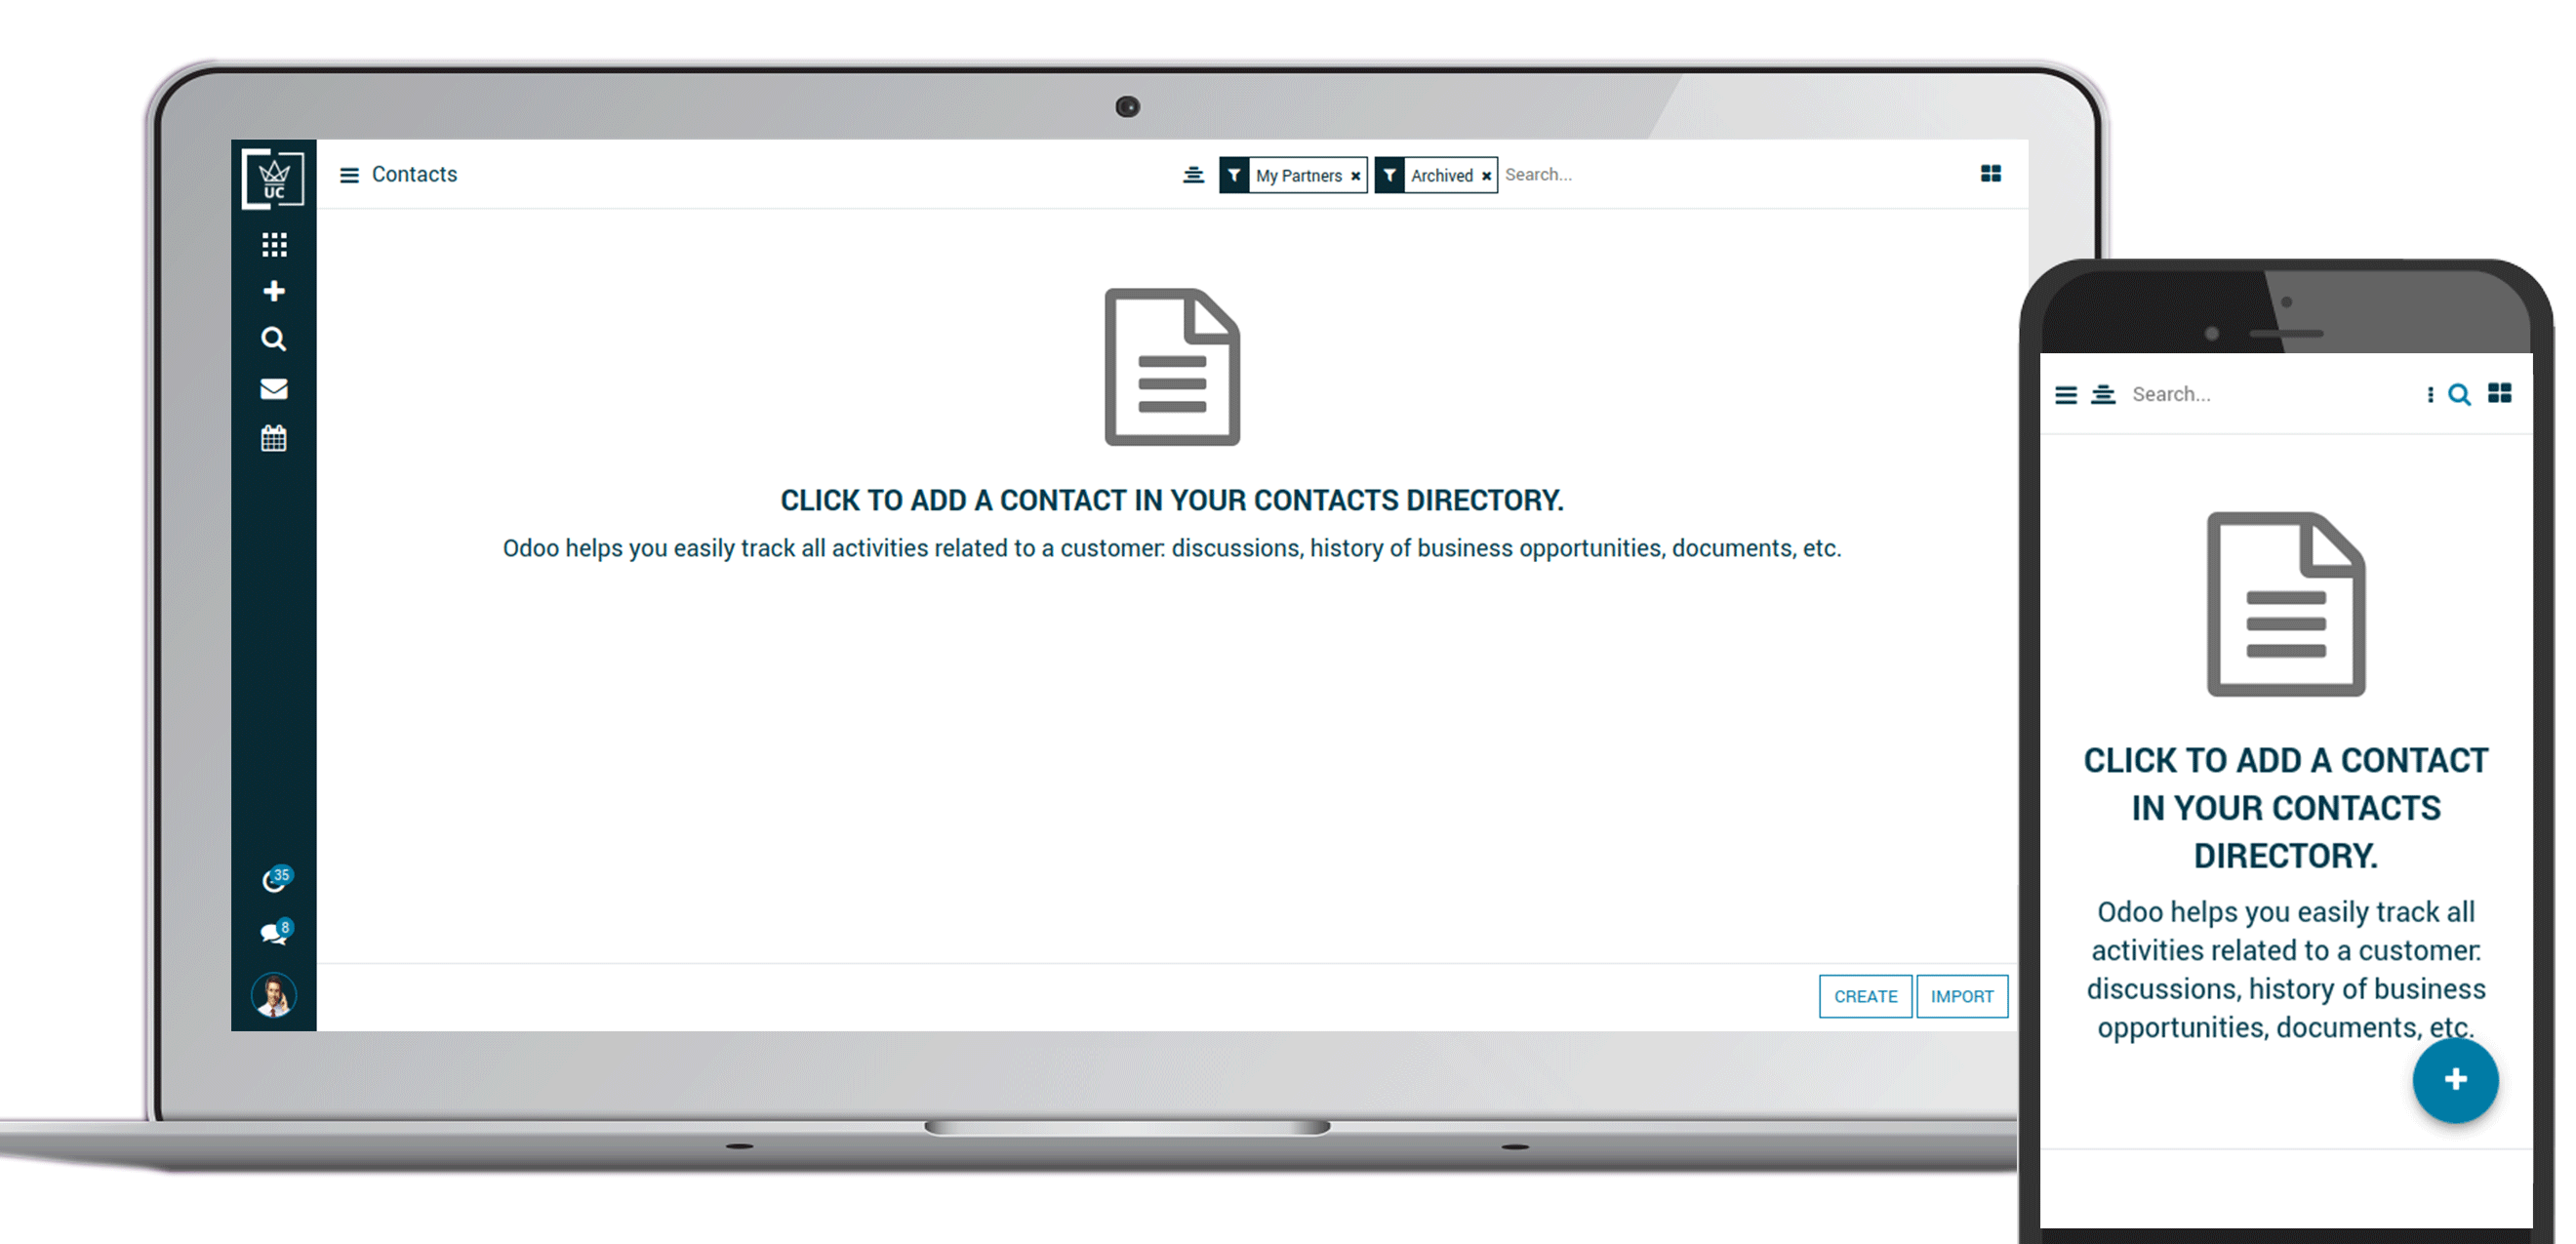 UC
Contacts
My Partners × Archived × Search...
CLICK TO ADD A CONTACT IN YOUR CONTACTS DIRECTORY.
Odoo helps you easily track all activities related to a customer: discussions, history of business opportunities, documents, etc.
35
8
CREATE IMPORT
Search...
CLICK TO ADD A CONTACT
IN YOUR CONTACTS
DIRECTORY.
Odoo helps you easily track all
activities related to a customer:
discussions, history of business
opportunities, documents, etc.